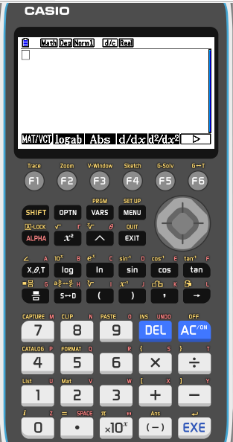 CASIO
Math Deg Norm1 d/c Real
MAT/VCT logab Abs d/dx d²/dx² ▷
Trace Zoom V-Window Sketch G-Solv G↔T
F1 F2 F3 F4 F5 F6
PRGM SET UP
SHIFT OPTN VARS MENU
A-LOCK √ QUIT
ALPHA x² ^ EXIT
∠ A 10ˣ B eˣ C sin⁻¹ D cos⁻¹ E tan⁻¹ F
X,θ,T log ln sin cos tan
S↔D ( ) , →
CAPTURE M CLIP N PASTE O INS UNDO OFF
7 8 9 DEL AC/ON
CATALOG P FORMAT Q R { S } T
4 5 6 × ÷
List U Mat V W [ X ] Y
1 2 3 + −
i Z = SPACE π " Ans
0 • ×10ˣ (−) EXE